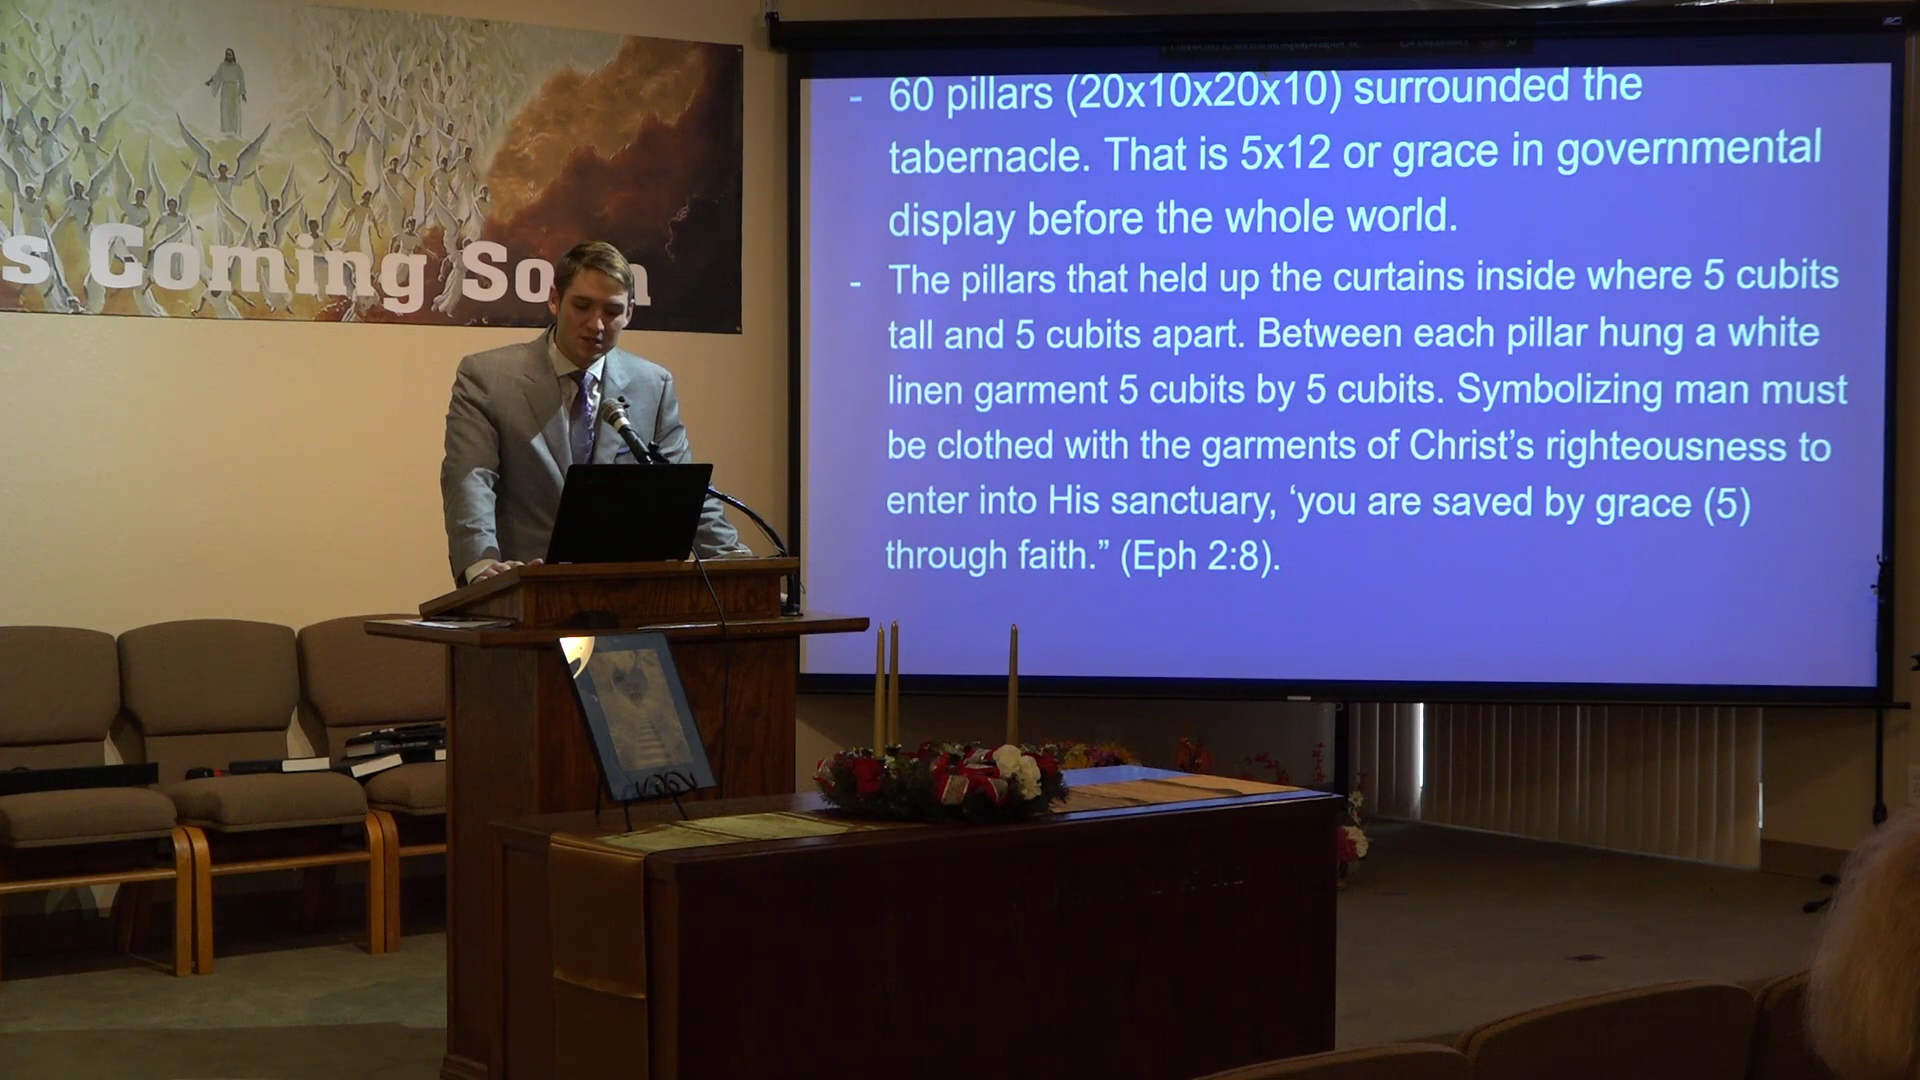 s Coming So n
- 60 pillars (20x10x20x10) surrounded the
tabernacle. That is 5x12 or grace in governmental
display before the whole world.
- The pillars that held up the curtains inside where 5 cubits
tall and 5 cubits apart. Between each pillar hung a white
linen garment 5 cubits by 5 cubits. Symbolizing man must
be clothed with the garments of Christ's righteousness to
enter into His sanctuary, ‘you are saved by grace (5)
through faith.” (Eph 2:8).